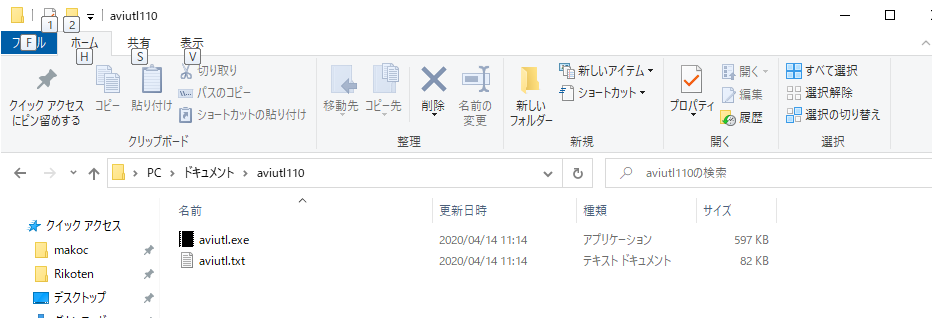 1 2 aviutl110
ファイル ホーム 共有 表示
F H S V
クイック アクセス
にピン留めする
コピー
貼り付け
切り取り
パスのコピー
ショートカットの貼り付け
クリップボード
移動先
コピー先
削除
名前の
変更
整理
新しい
フォルダー
新しいアイテム
ショートカット
新規
プロパティ
開く
編集
履歴
開く
すべて選択
選択解除
選択の切り替え
選択
PC ドキュメント aviutl110
aviutl110の検索
名前 更新日時 種類 サイズ
クイック アクセス
makoc
Rikoten
デスクトップ
aviutl.exe 2020/04/14 11:14 アプリケーション 597 KB
aviutl.txt 2020/04/14 11:14 テキスト ドキュメント 82 KB